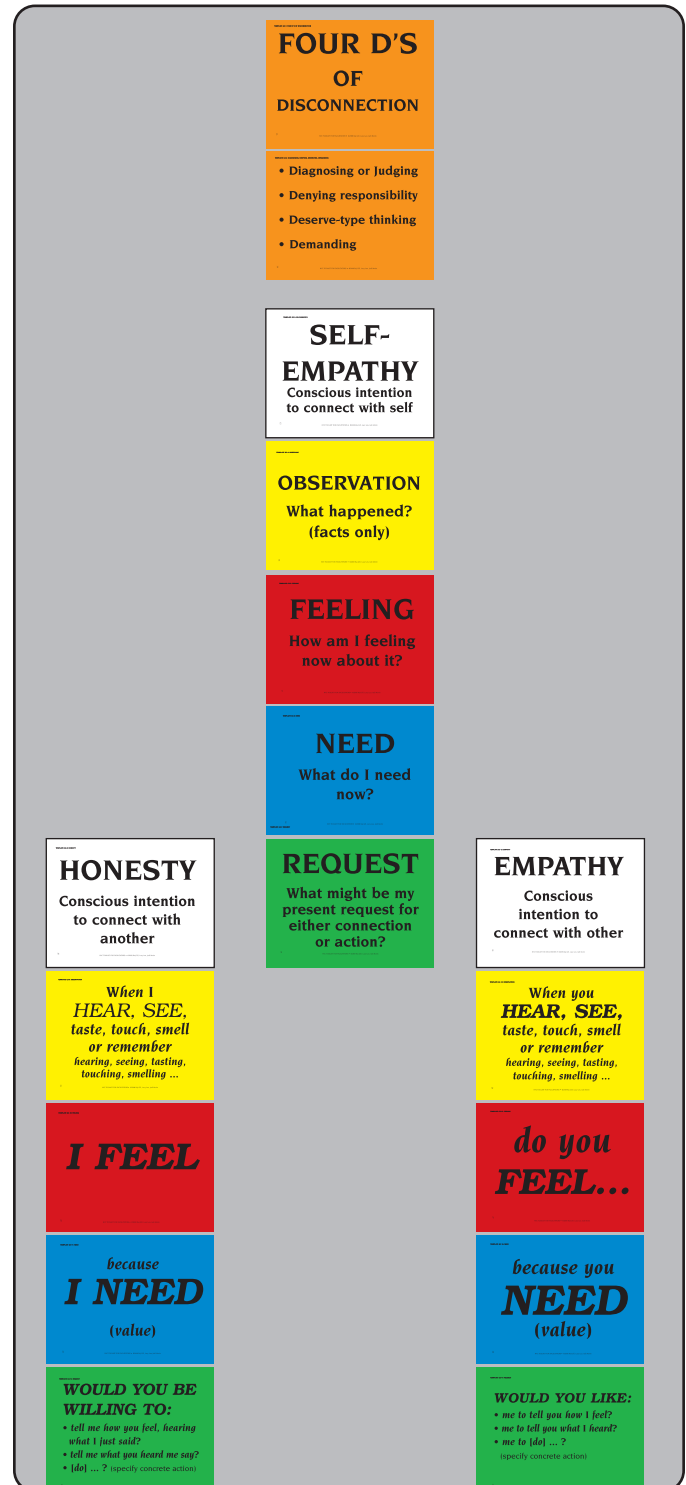 FOUR D'S
OF
DISCONNECTION
• Diagnosing or Judging
• Denying responsibility
• Deserve-type thinking
• Demanding
SELF-
EMPATHY
Conscious intention
to connect with self
OBSERVATION
What happened?
(facts only)
FEELING
How am I feeling
now about it?
NEED
What do I need
now?
REQUEST
What might be my
present request for
either connection
or action?
HONESTY
Conscious intention
to connect with
another
When I
HEAR, SEE,
taste, touch, smell
or remember
hearing, seeing, tasting,
touching, smelling ...
I FEEL
because
I NEED
(value)
WOULD YOU BE
WILLING TO:
• tell me how you feel, hearing
what I just said?
• tell me what you heard me say?
• [do] ... ? (specify concrete action)
EMPATHY
Conscious
intention to
connect with other
When you
HEAR, SEE,
taste, touch, smell
or remember
hearing, seeing, tasting,
touching, smelling ...
do you
FEEL...
because you
NEED
(value)
WOULD YOU LIKE:
• me to tell you how I feel?
• me to tell you what I heard?
• me to [do] ... ?
(specify concrete action)